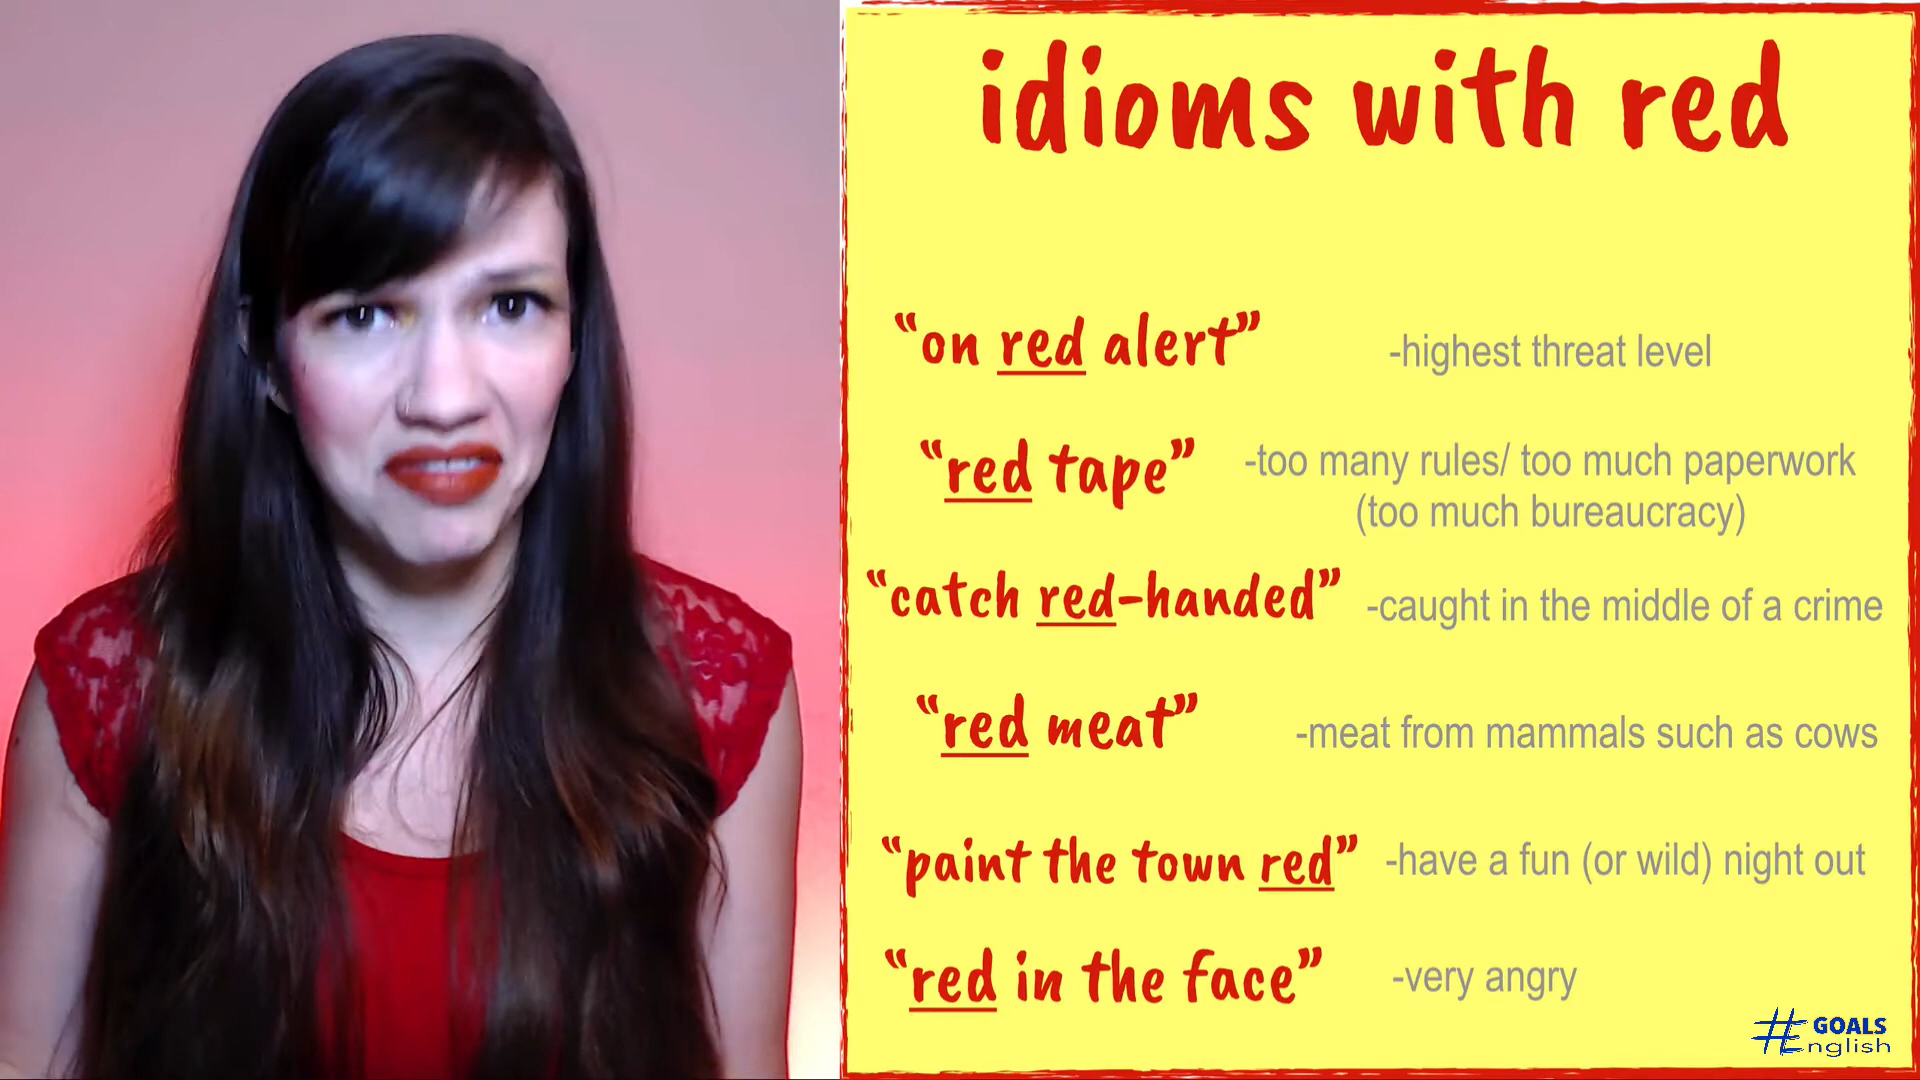 idioms with red
“on red alert” -highest threat level
“red tape” -too many rules/ too much paperwork
(too much bureaucracy)
“catch red-handed” -caught in the middle of a crime
“red meat” -meat from mammals such as cows
“paint the town red” -have a fun (or wild) night out
“red in the face” -very angry
#GOALS
English